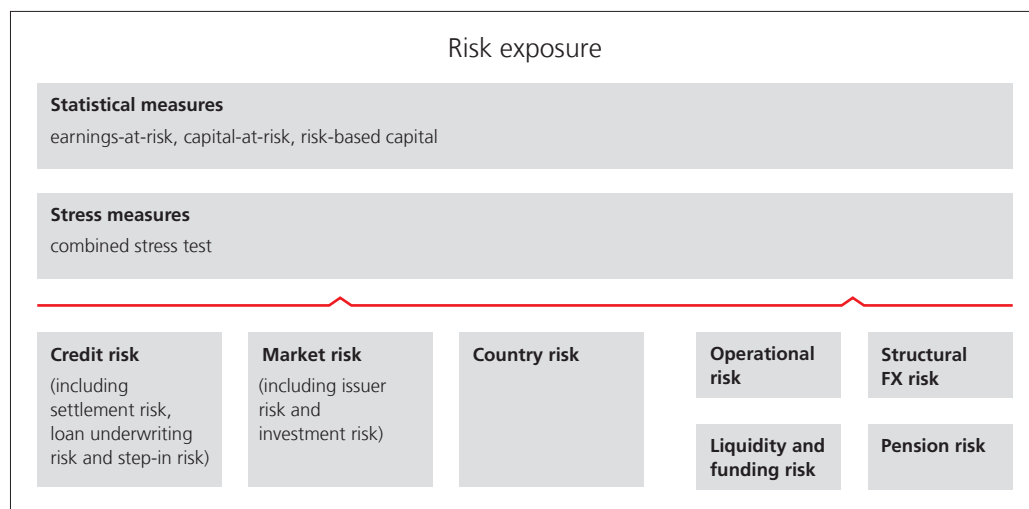 Risk exposure
Statistical measures
earnings-at-risk, capital-at-risk, risk-based capital
Stress measures
combined stress test
Credit risk
(including
settlement risk,
loan underwriting
risk and step-in risk)
Market risk
(including issuer
risk and
investment risk)
Country risk
Operational
risk
Structural
FX risk
Liquidity and
funding risk
Pension risk